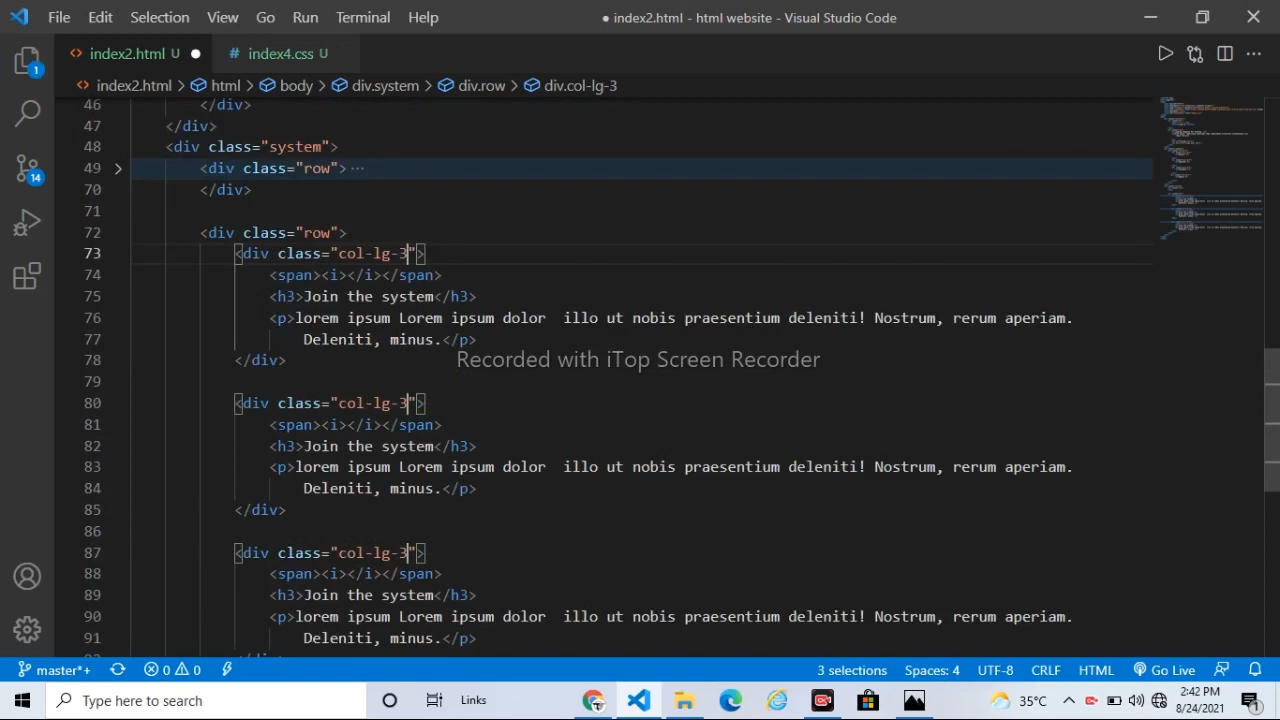 File Edit Selection View Go Run Terminal Help ● index2.html - html website - Visual Studio Code
index2.html U ● # index4.css U
index2.html > html > body > div.system > div.row > div.col-lg-3
46 </div>
47 </div>
48 <div class="system">
49 <div class="row"> ···
70 </div>
71
72 <div class="row">
73 <div class="col-lg-3">
74 <span><i></i></span>
75 <h3>Join the system</h3>
76 <p>lorem ipsum Lorem ipsum dolor  illo ut nobis praesentium deleniti! Nostrum, rerum aperiam.
77 Deleniti, minus.</p>
78 </div>
79
80 <div class="col-lg-3">
81 <span><i></i></span>
82 <h3>Join the system</h3>
83 <p>lorem ipsum Lorem ipsum dolor  illo ut nobis praesentium deleniti! Nostrum, rerum aperiam.
84 Deleniti, minus.</p>
85 </div>
86
87 <div class="col-lg-3">
88 <span><i></i></span>
89 <h3>Join the system</h3>
90 <p>lorem ipsum Lorem ipsum dolor  illo ut nobis praesentium deleniti! Nostrum, rerum aperiam.
91 Deleniti, minus.</p>
Recorded with iTop Screen Recorder
1
14
master*+ 0 0 3 selections Spaces: 4 UTF-8 CRLF HTML Go Live
Type here to search Links 35°C 2:42 PM
8/24/2021 1